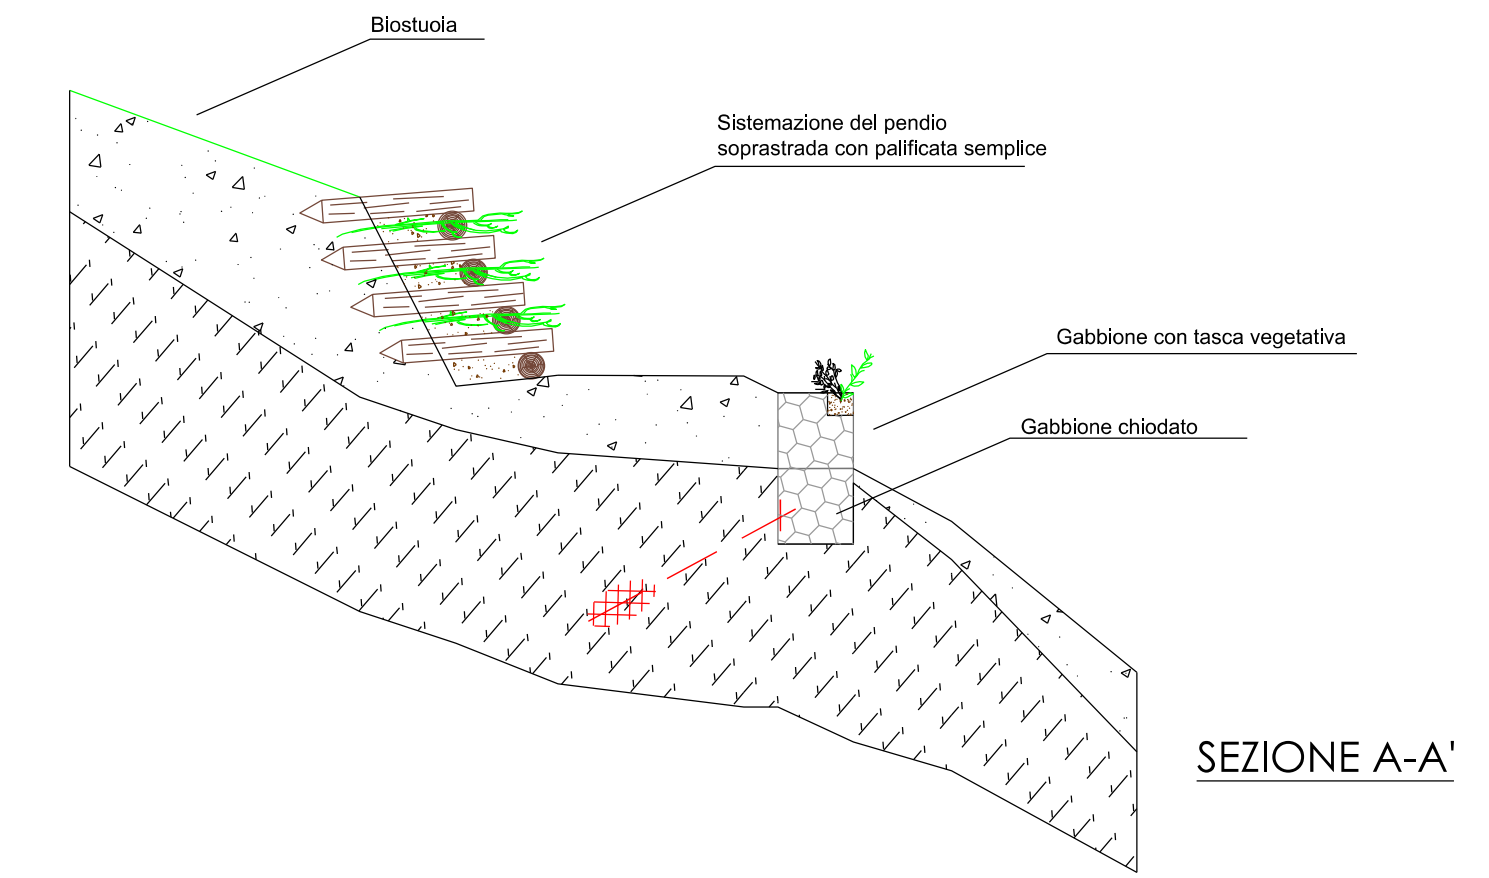 Biostuoia
Sistemazione del pendio
soprastrada con palificata semplice
Gabbione con tasca vegetativa
Gabbione chiodato
SEZIONE A-A'